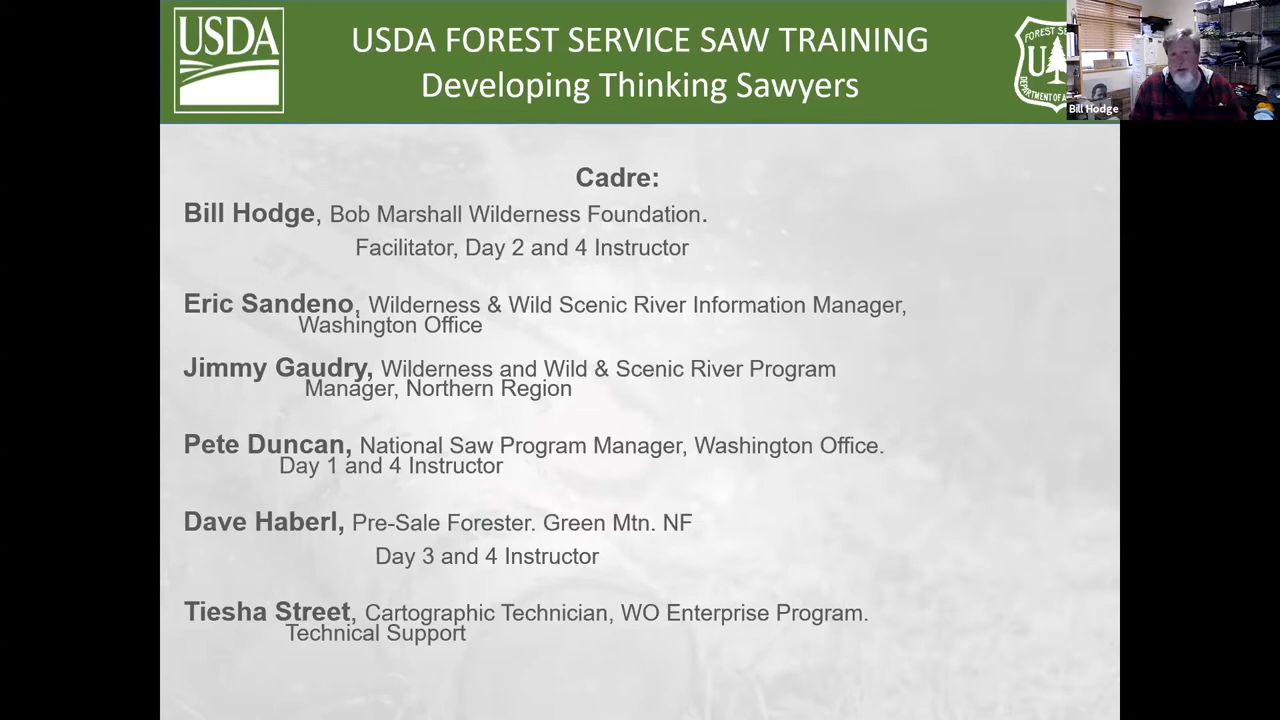 USDA
USDA FOREST SERVICE SAW TRAINING
Developing Thinking Sawyers
FOREST SE
U
DEPARTMENT OF A
Bill Hodge
Cadre:
Bill Hodge, Bob Marshall Wilderness Foundation.
Facilitator, Day 2 and 4 Instructor
Eric Sandeno, Wilderness & Wild Scenic River Information Manager,
Washington Office
Jimmy Gaudry, Wilderness and Wild & Scenic River Program
Manager, Northern Region
Pete Duncan, National Saw Program Manager, Washington Office.
Day 1 and 4 Instructor
Dave Haberl, Pre-Sale Forester. Green Mtn. NF
Day 3 and 4 Instructor
Tiesha Street, Cartographic Technician, WO Enterprise Program.
Technical Support